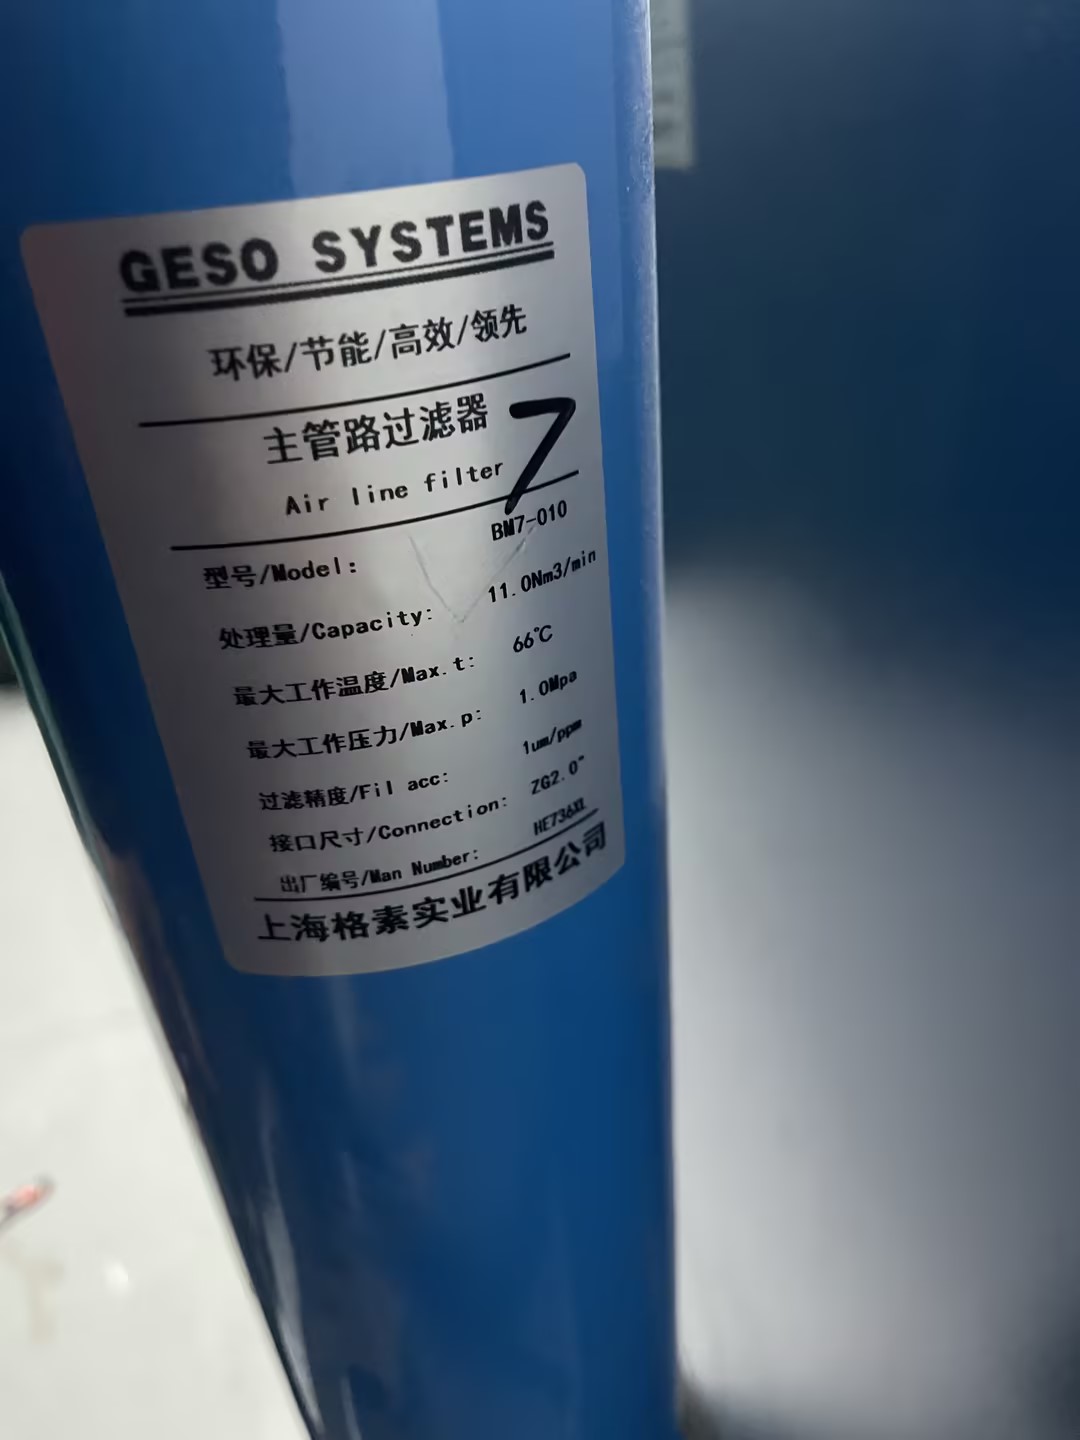 GESO SYSTEMS
环保/节能/高效/领先
主管路过滤器
7
Air line filter
型号/Model: BM7-010
处理量/Capacity: 11.0Nm3/min
最大工作温度/Max.t: 66℃
最大工作压力/Max.p: 1.0Mpa
过滤精度/Fil acc: 1um/ppm
接口尺寸/Connection: ZG2.0"
出厂编号/Man Number: HE736XL
上海格素实业有限公司